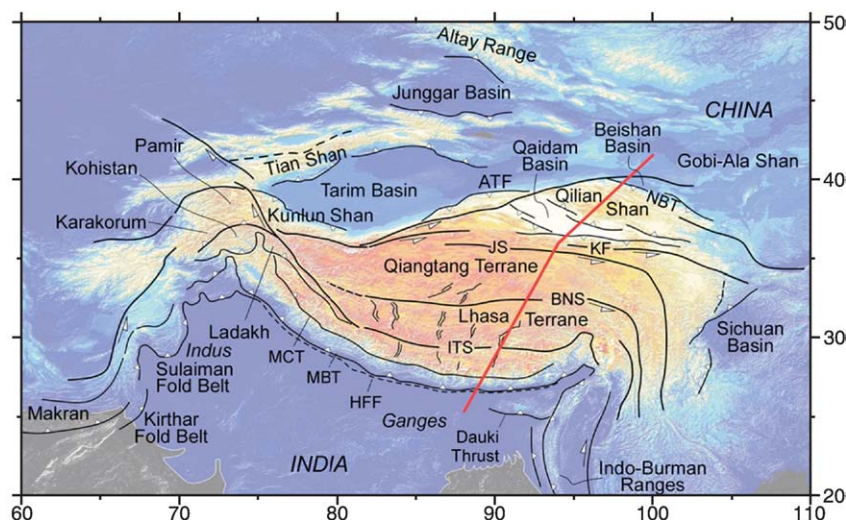 50
Altay Range
Junggar Basin
CHINA
Beishan
Basin
Qaidam
Basin
Gobi-Ala Shan
Pamir
Kohistan
Tian Shan
Tarim Basin
ATF
Qilian
Shan
NBT
40
Kunlun Shan
Karakorum
JS
KF
Qiangtang Terrane
BNS
Lhasa
Terrane
Ladakh
Sichuan
Basin
ITS
30
Indus
MCT
Sulaiman
Fold Belt
MBT
HFF
Makran
Kirthar
Fold Belt
Ganges
Dauki
Thrust
INDIA
Indo-Burman
Ranges
20
60
70
80
90
100
110